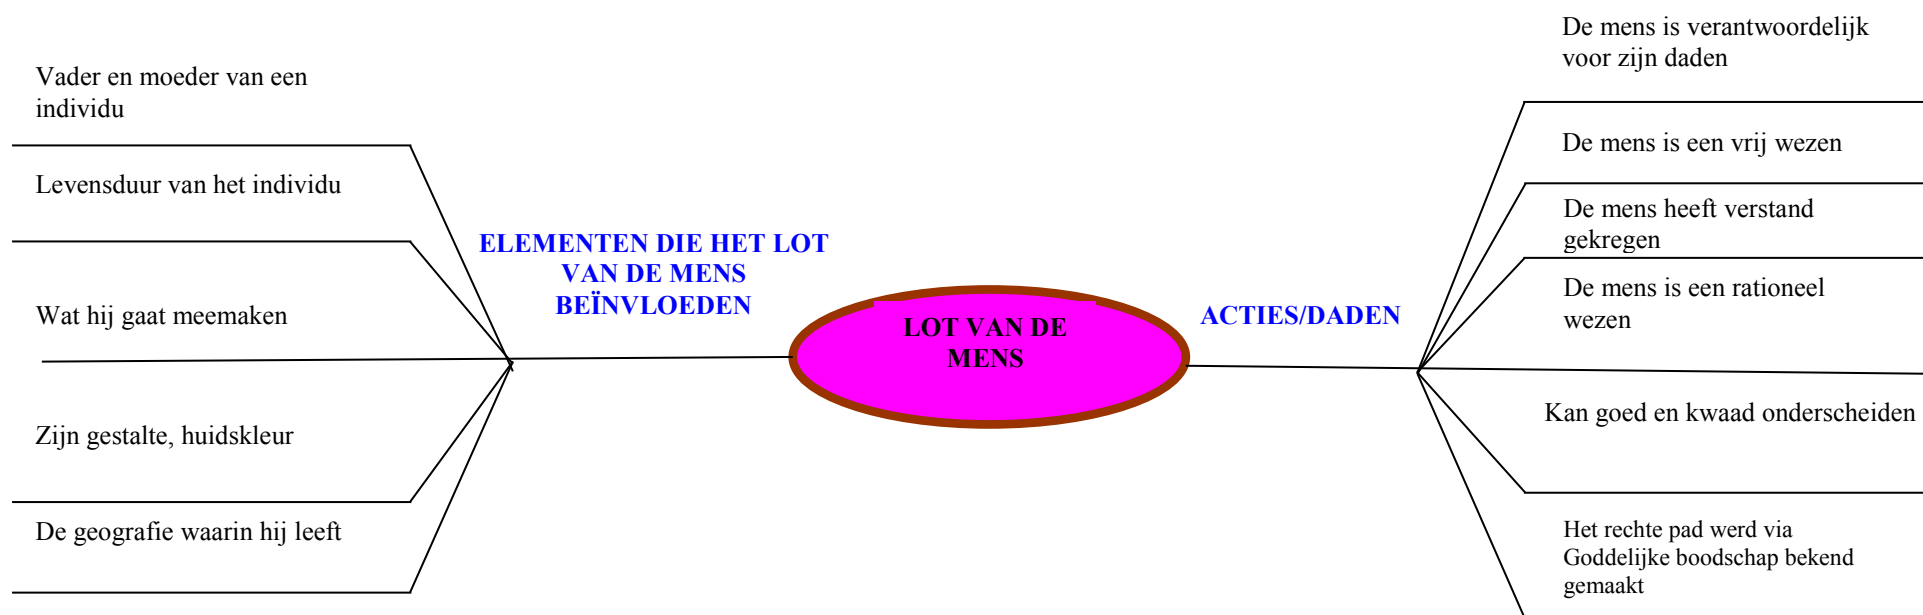 Vader en moeder van een
individu
Levensduur van het individu
Wat hij gaat meemaken
Zijn gestalte, huidskleur
De geografie waarin hij leeft
ELEMENTEN DIE HET LOT
VAN DE MENS
BEÏNVLOEDEN
LOT VAN DE
MENS
ACTIES/DADEN
De mens is verantwoordelijk
voor zijn daden
De mens is een vrij wezen
De mens heeft verstand
gekregen
De mens is een rationeel
wezen
Kan goed en kwaad onderscheiden
Het rechte pad werd via
Goddelijke boodschap bekend
gemaakt